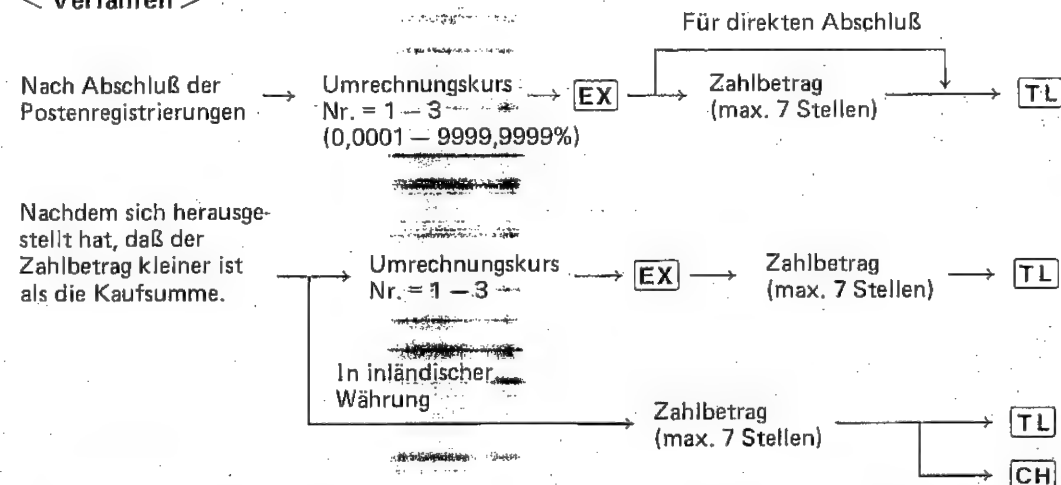 < Verfahren >
Für direkten Abschluß
Nach Abschluß der
Postenregistrierungen
Umrechnungskurs
Nr. = 1 – 3
(0,0001 – 9999,9999%)
EX
Zahlbetrag
(max. 7 Stellen)
TL
Nachdem sich herausge-
stellt hat, daß der
Zahlbetrag kleiner ist
als die Kaufsumme.
Umrechnungskurs
Nr. = 1 – 3
EX
Zahlbetrag
(max. 7 Stellen)
TL
In inländischer
Währung
Zahlbetrag
(max. 7 Stellen)
TL
CH